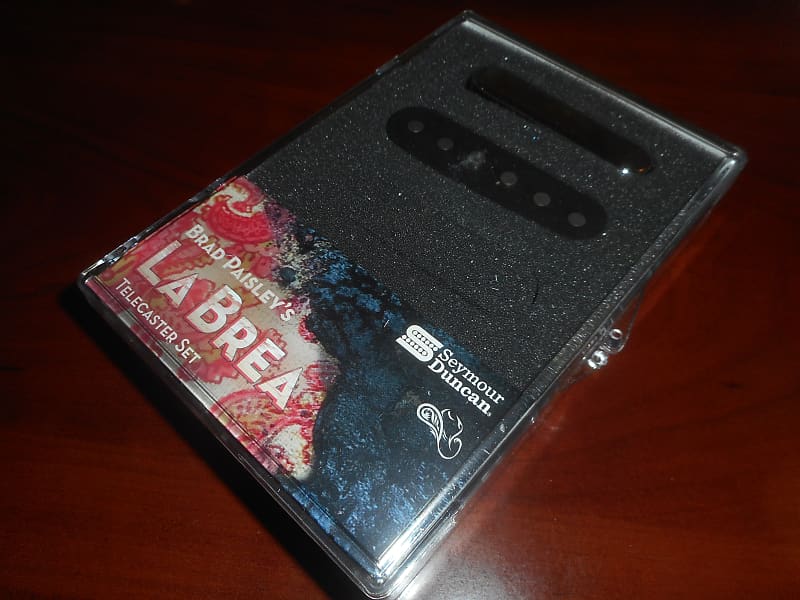 BRAD PAISLEY'S
LA BREA
TELECASTER SET
Seymour
Duncan®